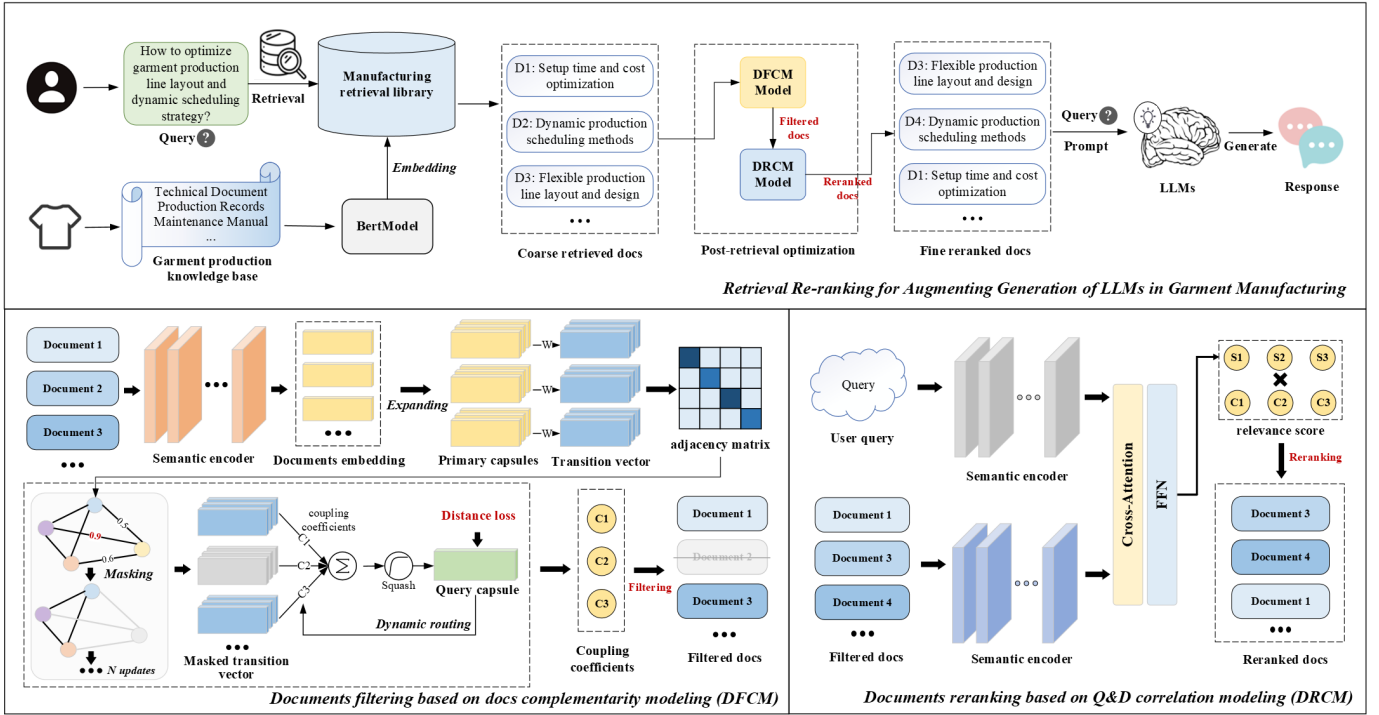 How to optimize
garment production
line layout and
dynamic scheduling
strategy?
Query ?
Retrieval
Manufacturing
retrieval library
Embedding
Technical Document
Production Records
Maintenance Manual
...
Garment production
knowledge base
BertModel
D1: Setup time and cost
optimization
D2: Dynamic production
scheduling methods
D3: Flexible production
line layout and design
Coarse retrieved docs
DFCM
Model
Filtered
docs
DRCM
Model
Reranked
docs
Post-retrieval optimization
D3: Flexible production
line layout and design
D4: Dynamic production
scheduling methods
D1: Setup time and cost
optimization
Fine reranked docs
Query ?
Prompt
LLMs
Generate
Response
Retrieval Re-ranking for Augmenting Generation of LLMs in Garment Manufacturing
Document 1
Document 2
Document 3
Semantic encoder
Documents embedding
Expanding
Primary capsules
W
W
W
Transition vector
adjacency matrix
0.5
0.9
0.6
Masking
N updates
Masked transition
vector
coupling
coefficients
C1
C2
C3
Σ
Squash
Distance loss
Query capsule
Dynamic routing
C1
C2
C3
Coupling
coefficients
Filtering
Document 1
Document 2
Document 3
Filtered docs
Documents filtering based on docs complementarity modeling (DFCM)
Query
User query
Semantic encoder
Document 1
Document 3
Document 4
Filtered docs
Semantic encoder
Cross-Attention
FFN
S1 S2 S3
C1 C2 C3
relevance score
Reranking
Document 3
Document 4
Document 1
Reranked docs
Documents reranking based on Q&D correlation modeling (DRCM)